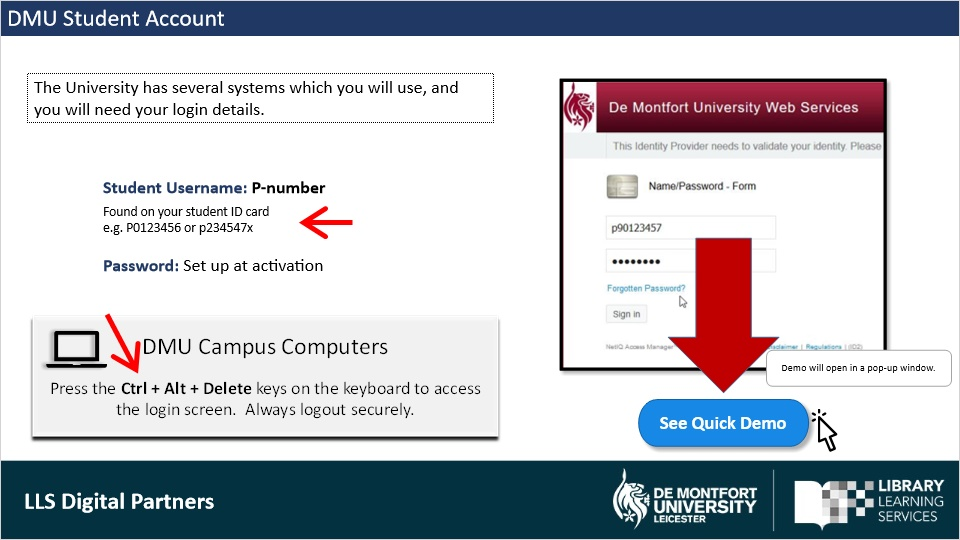 DMU Student Account
The University has several systems which you will use, and
you will need your login details.
Student Username: P-number
Found on your student ID card
e.g. P0123456 or p234547x
Password: Set up at activation
DMU Campus Computers
Press the Ctrl + Alt + Delete keys on the keyboard to access
the login screen. Always logout securely.
De Montfort University Web Services
This Identity Provider needs to validate your identity. Please
Name/Password - Form
p90123457
••••••••
Forgotten Password?
Sign in
NetIQ Access Manager
| Regulations | (ID2)
Demo will open in a pop-up window.
See Quick Demo
LLS Digital Partners
DE MONTFORT
UNIVERSITY
LEICESTER
LIBRARY
LEARNING
SERVICES